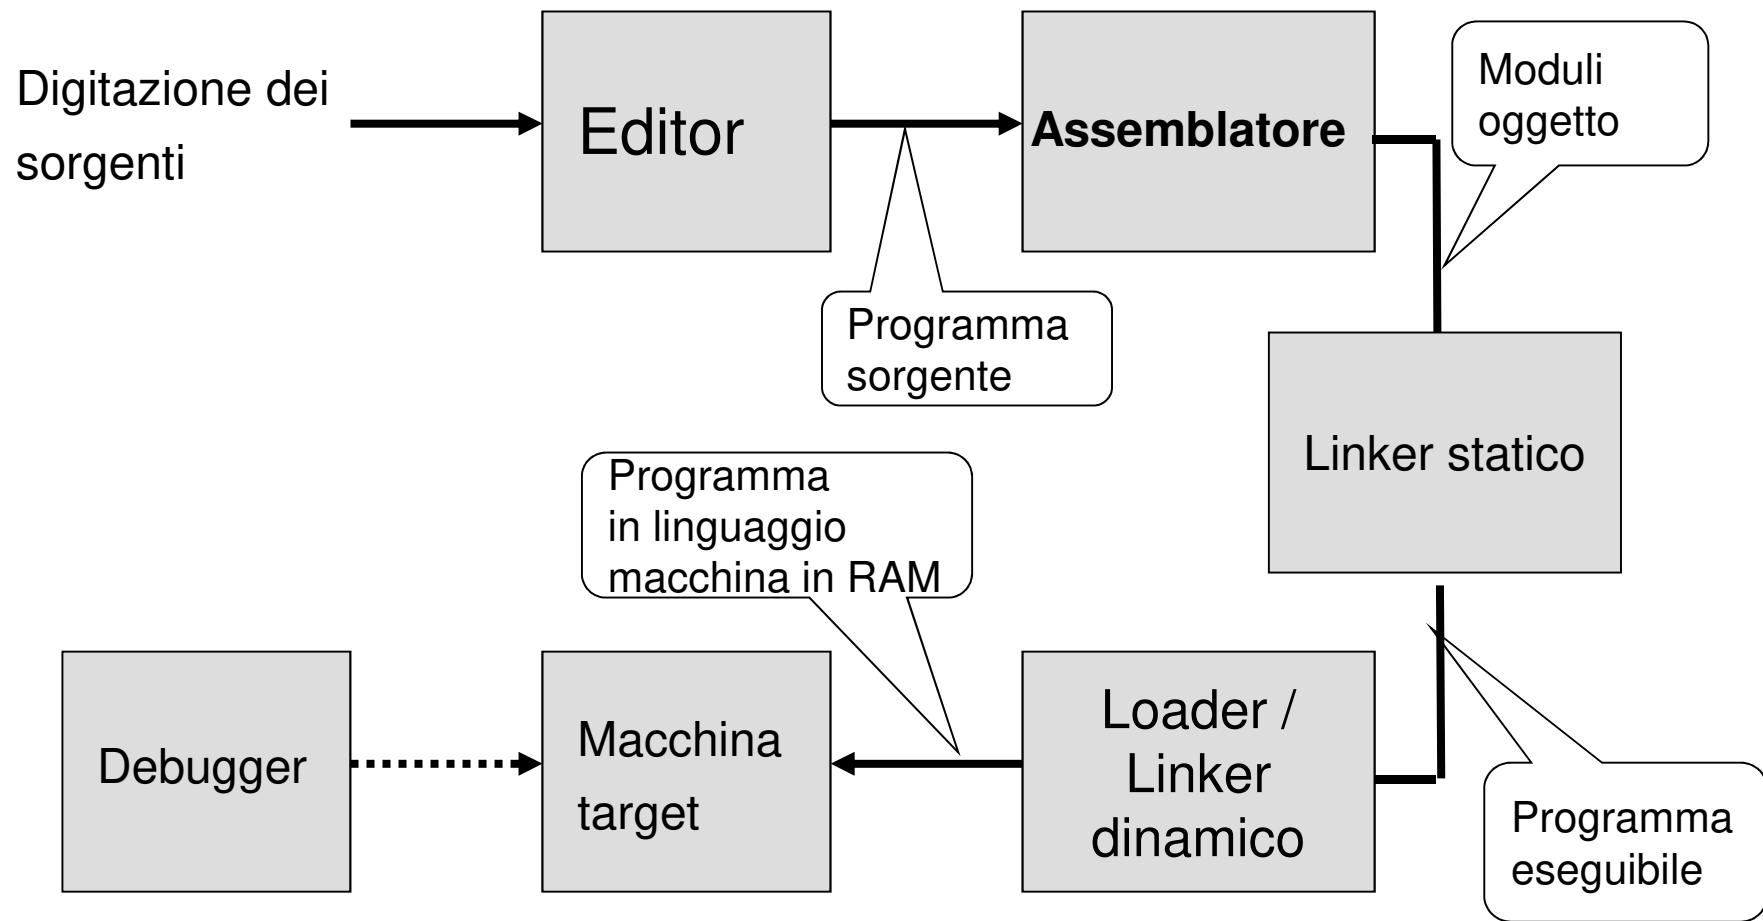 Digitazione dei
sorgenti
Editor
Assemblatore
Moduli
oggetto
Programma
sorgente
Linker statico
Programma
in linguaggio
macchina in RAM
Debugger
Macchina
target
Loader /
Linker
dinamico
Programma
eseguibile